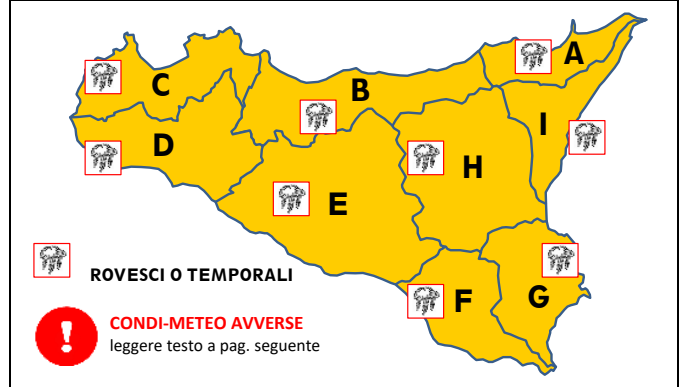 A
C
B
I
D
H
E
ROVESCI O TEMPORALI
F
G
CONDI-METEO AVVERSE
leggere testo a pag. seguente